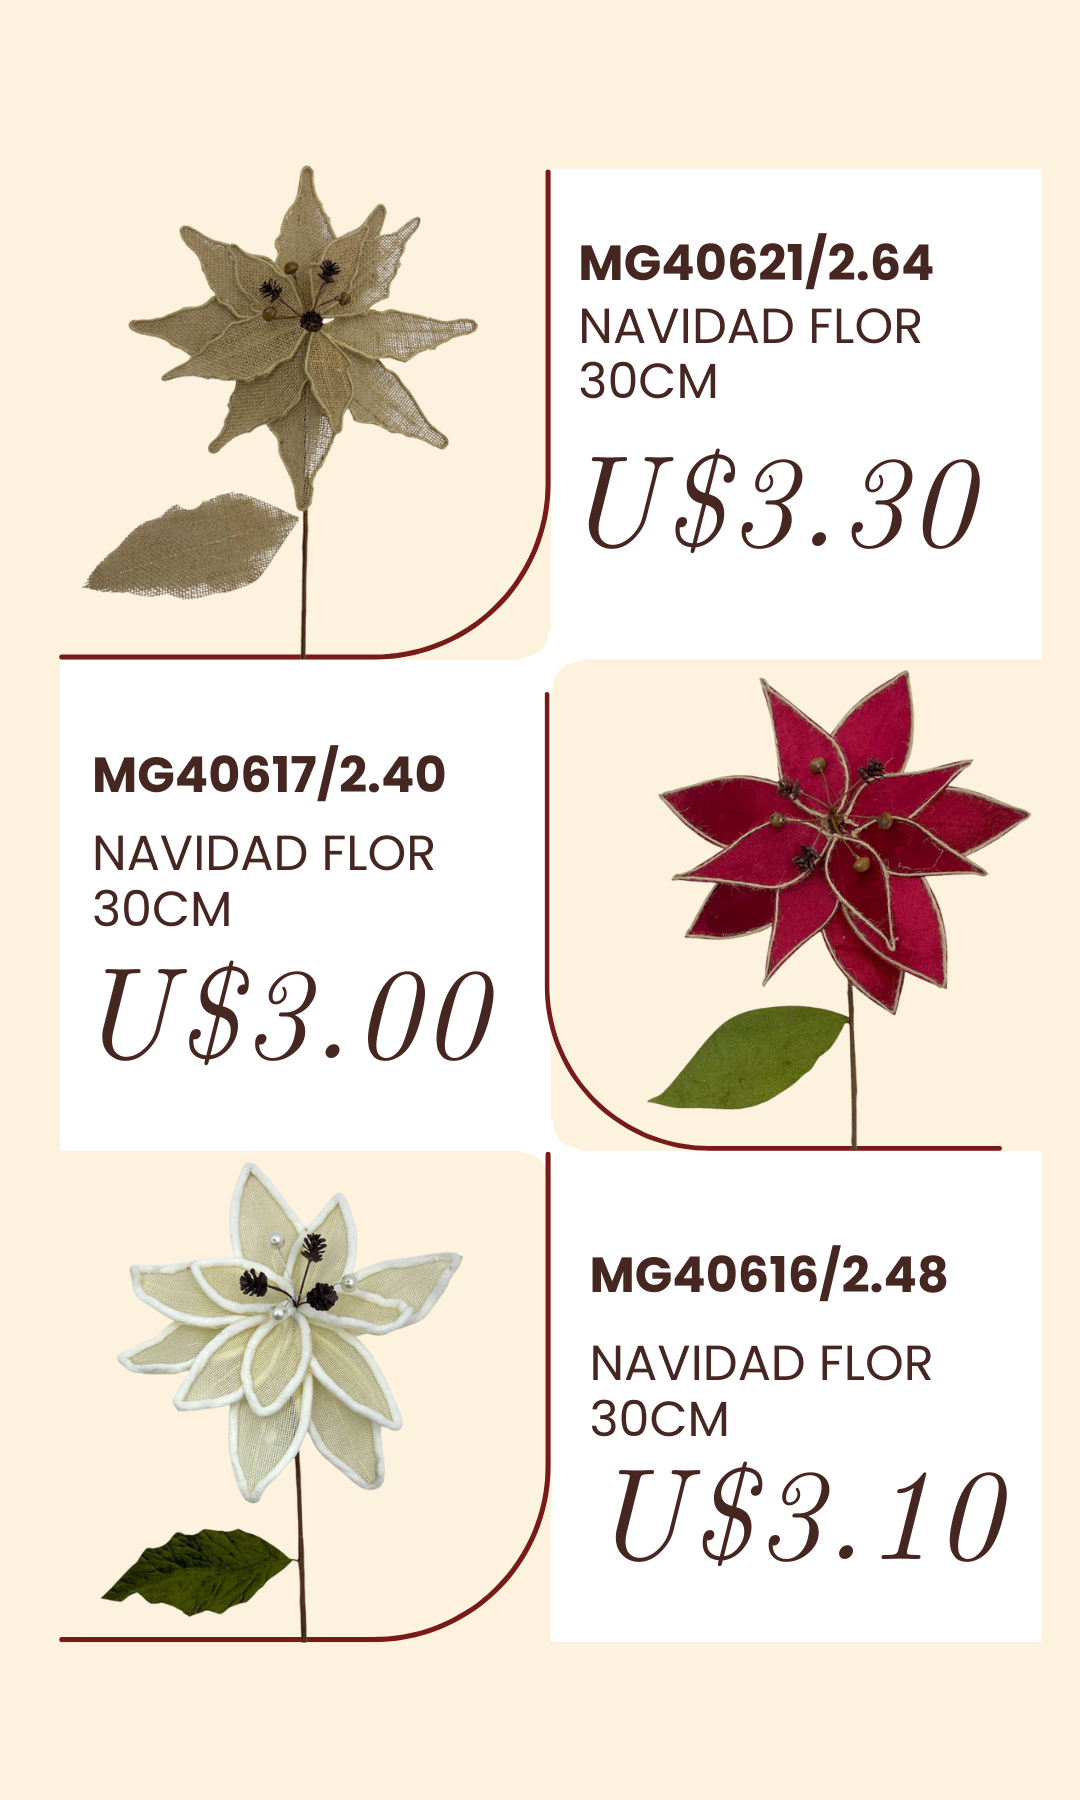 MG40621/2.64
NAVIDAD FLOR
30CM
U$3.30
MG40617/2.40
NAVIDAD FLOR
30CM
U$3.00
MG40616/2.48
NAVIDAD FLOR
30CM
U$3.10